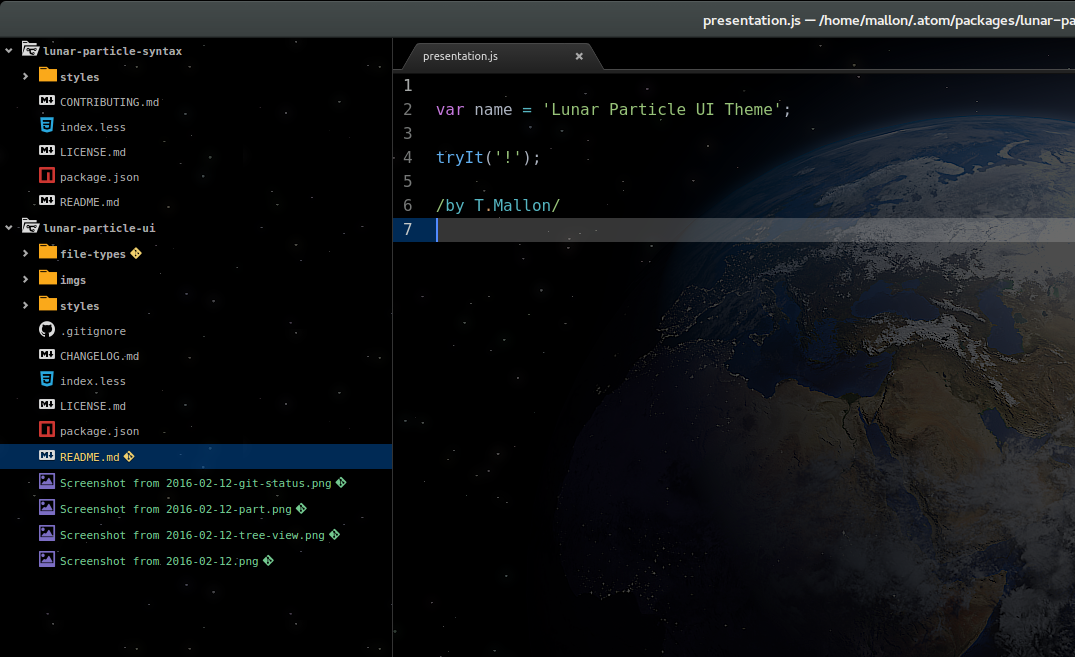 presentation.js — /home/mallon/.atom/packages/lunar-pa
lunar-particle-syntax
styles
CONTRIBUTING.md
index.less
LICENSE.md
package.json
README.md
lunar-particle-ui
file-types
imgs
styles
.gitignore
CHANGELOG.md
index.less
LICENSE.md
package.json
README.md
Screenshot from 2016-02-12-git-status.png
Screenshot from 2016-02-12-part.png
Screenshot from 2016-02-12-tree-view.png
Screenshot from 2016-02-12.png
presentation.js
1
2 var name = 'Lunar Particle UI Theme';
3
4 tryIt('!');
5
6 /by T.Mallon/
7